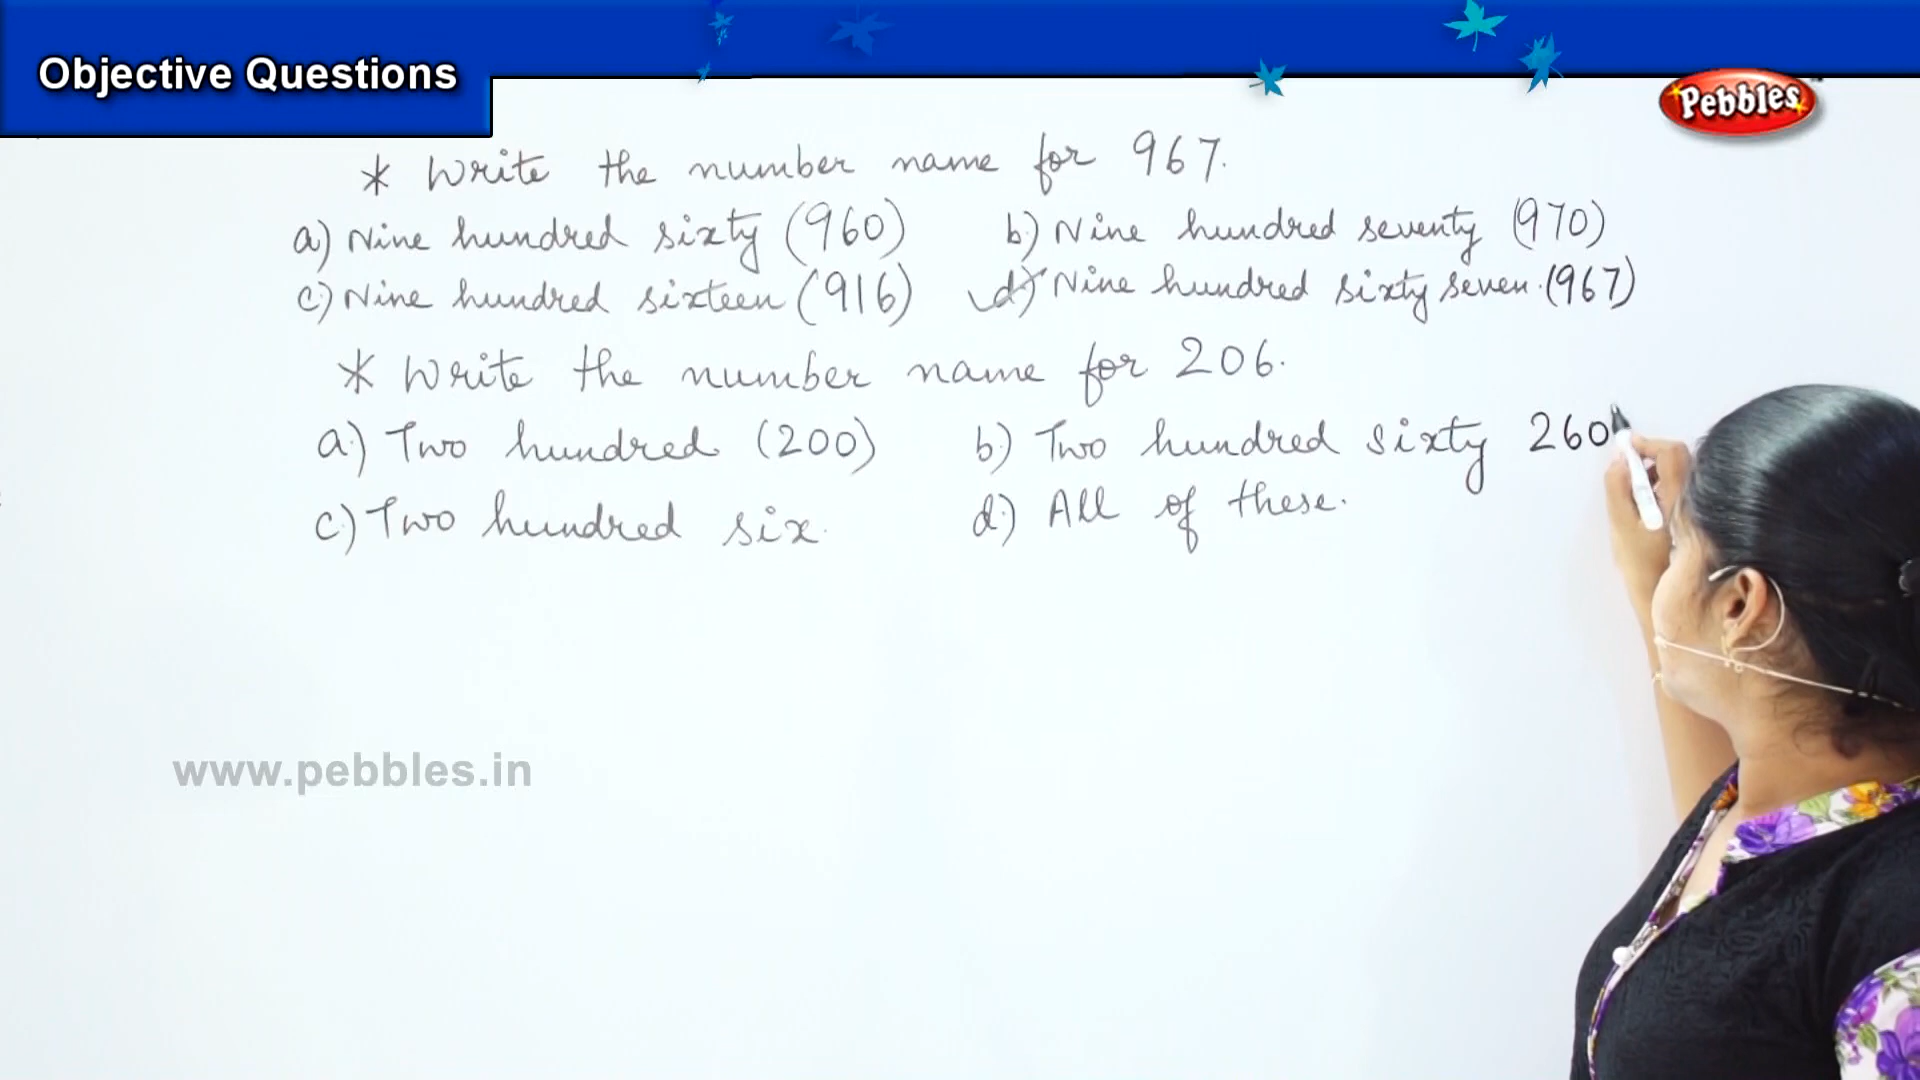 Objective Questions
Pebbles
* Write the number name for 967.
a) Nine hundred sixty (960) b) Nine hundred seventy (970)
c) Nine hundred sixteen (916) d) Nine hundred sixty seven. (967)
* Write the number name for 206.
a) Two hundred (200) b) Two hundred sixty 260
c) Two hundred six. d) All of these.
www.pebbles.in